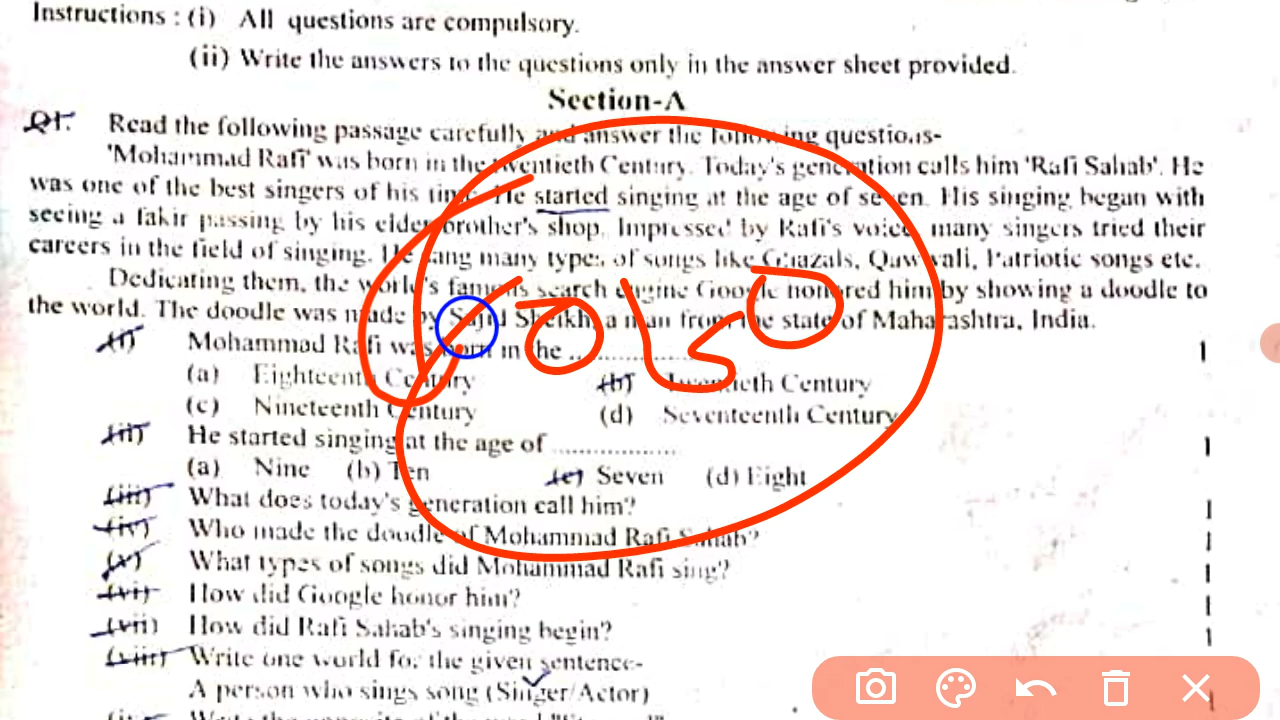 Instructions : (i) All questions are compulsory.
(ii) Write the answers to the questions only in the answer sheet provided.
Section-A
Q1. Read the following passage carefully and answer the following questions-
'Mohammad Rafi' was born in the twentieth Century. Today's generation calls him 'Rafi Sahab'. He
was one of the best singers of his time. He started singing at the age of seven. His singing began with
seeing a fakir passing by his elder brother's shop. Impressed by Rafi's voice, many singers tried their
careers in the field of singing. He sang many types of songs like Ghazals, Qawwali, Patriotic songs etc.
Dedicating them, the world's famous search engine Google honored him by showing a doodle to
the world. The doodle was made by Sajid Sheikh, a man from the state of Maharashtra, India.
(i) Mohammad Rafi was born in the .................. 1
(a) Eighteenth Century (b) Twentieth Century
(c) Nineteenth Century (d) Seventeenth Century
(ii) He started singing at the age of .................. 1
(a) Nine (b) Ten (c) Seven (d) Eight
(iii) What does today's generation call him? 1
(iv) Who made the doodle of Mohammad Rafi Sahab? 1
(v) What types of songs did Mohammad Rafi sing? 1
(vi) How did Google honor him? 1
(vii) How did Rafi Sahab's singing begin? 1
(viii) Write one world for the given sentence-
A person who sings song (Singer/Actor) 1